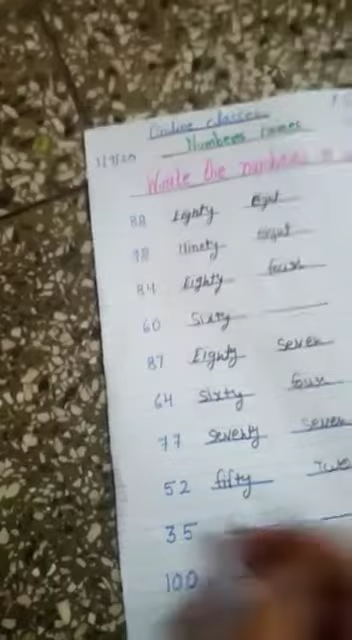 Online classes
Numbers names
Write the numbers
88 Eighty eight
98 Ninety eight
84 Eighty four
60 Sixty
87 Eighty seven
64 sixty four
77 seventy seven
52 fifty Two
35
100